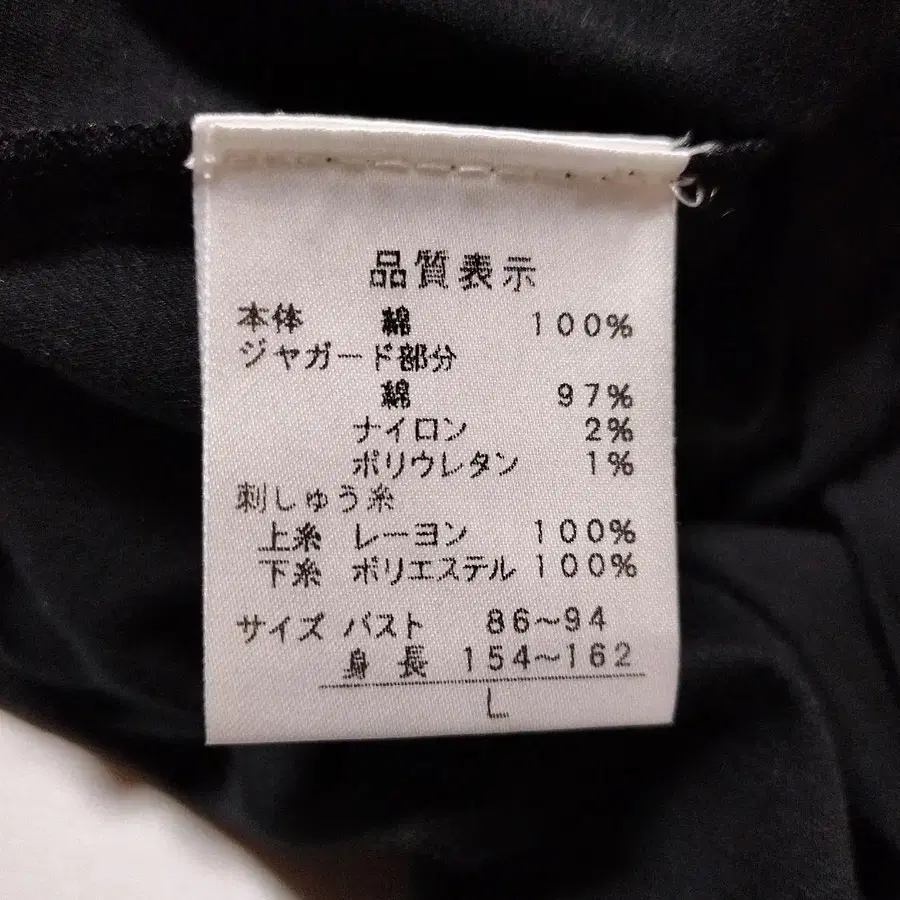 品質表示
本体 綿 100%
ジャガード部分
綿 97%
ナイロン 2%
ポリウレタン 1%
刺しゅう糸
上糸 レーヨン 100%
下糸 ポリエステル 100%
サイズ バスト 86~94
身長 154~162
L